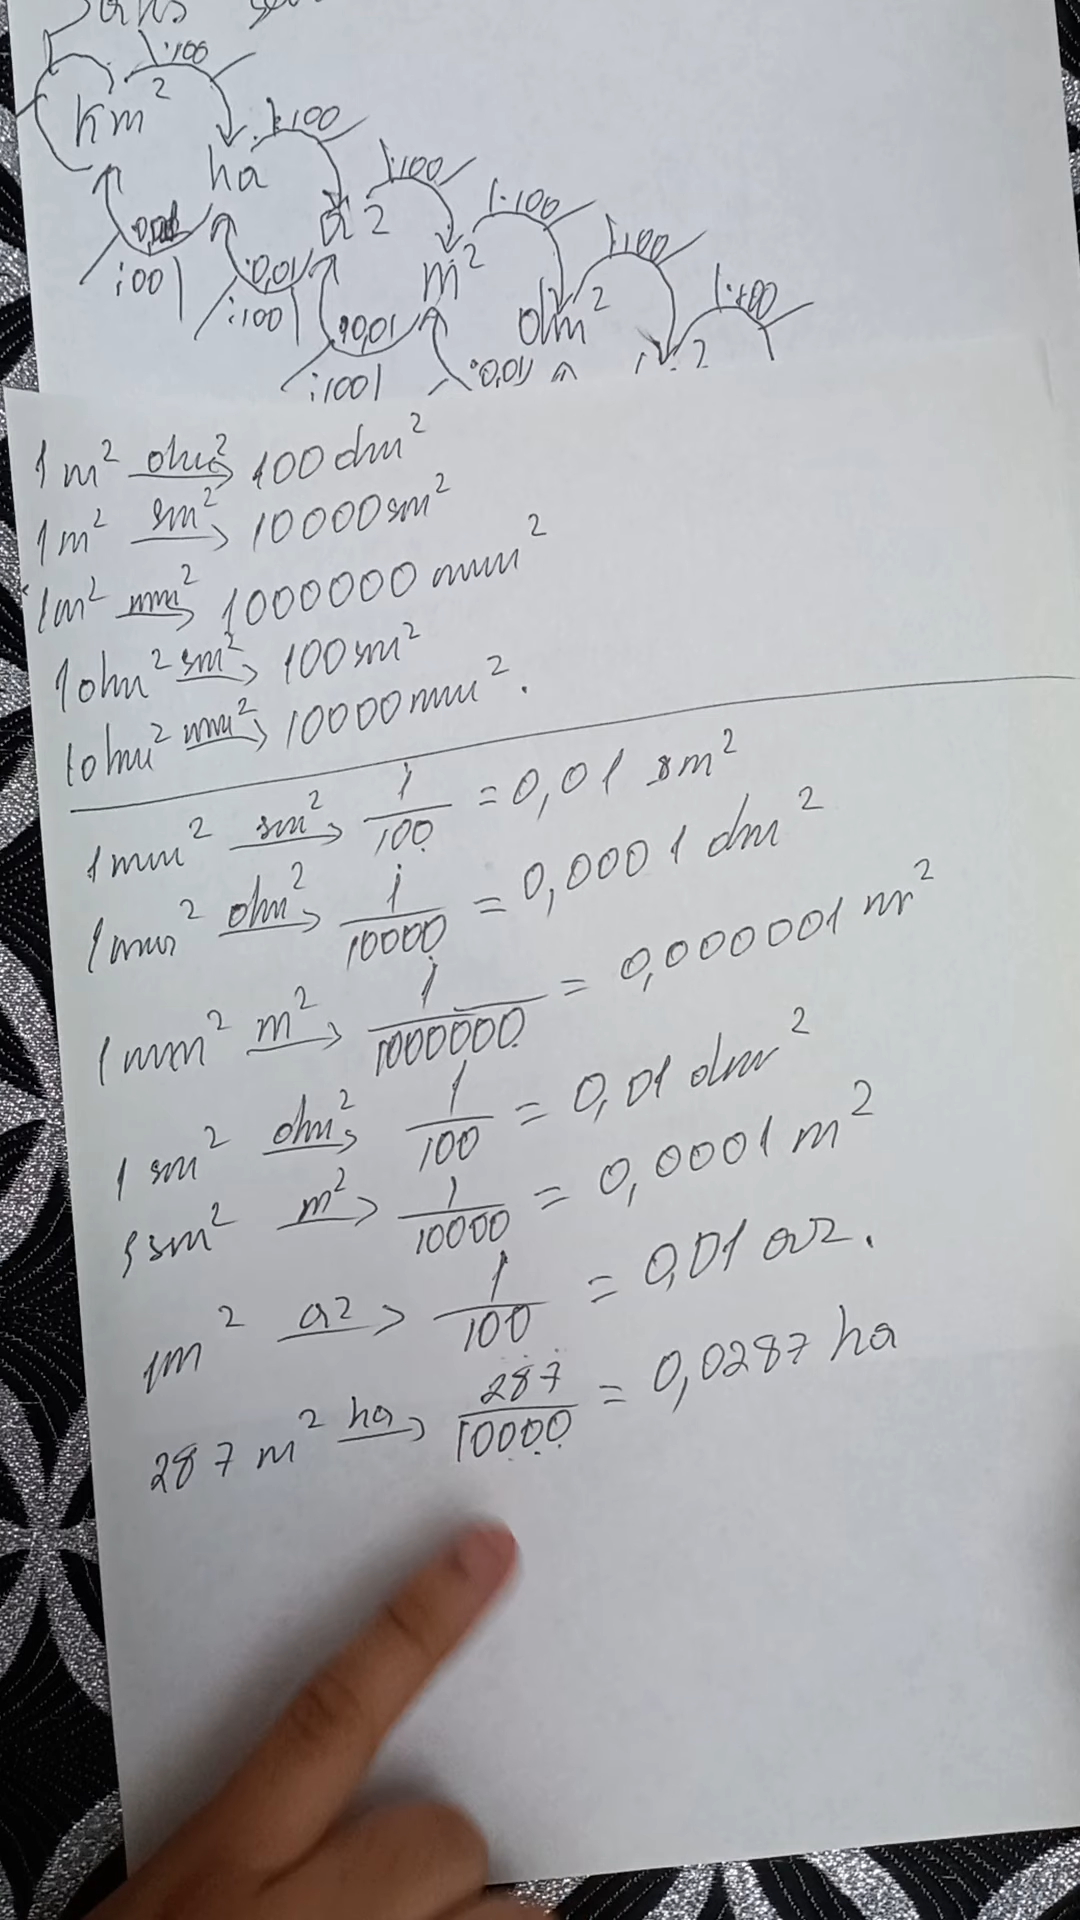 km² ·100
ha ·100
a2 ·100
m² ·100
dm² ·100
·100
:100 ·0,01 :100
·0,01 :100 ·0,01
1m² dm²→ 100 dm²
1m² sm²→ 10000 sm²
1m² mm²→ 1000000 mm²
1dm² sm²→ 100 sm²
1dm² mm²→ 10000 mm².
1mm² sm²→ 1/100 = 0,01 sm²
1mm² dm²→ 1/10000 = 0,0001 dm²
1mm² m²→ 1/1000000 = 0,000001 m²
1 sm² dm²→ 1/100 = 0,01 dm²
1sm² m²→ 1/10000 = 0,0001 m²
1m² a2→ 1/100 = 0,01 a2.
287 m² ha→ 287/10000 = 0,0287 ha